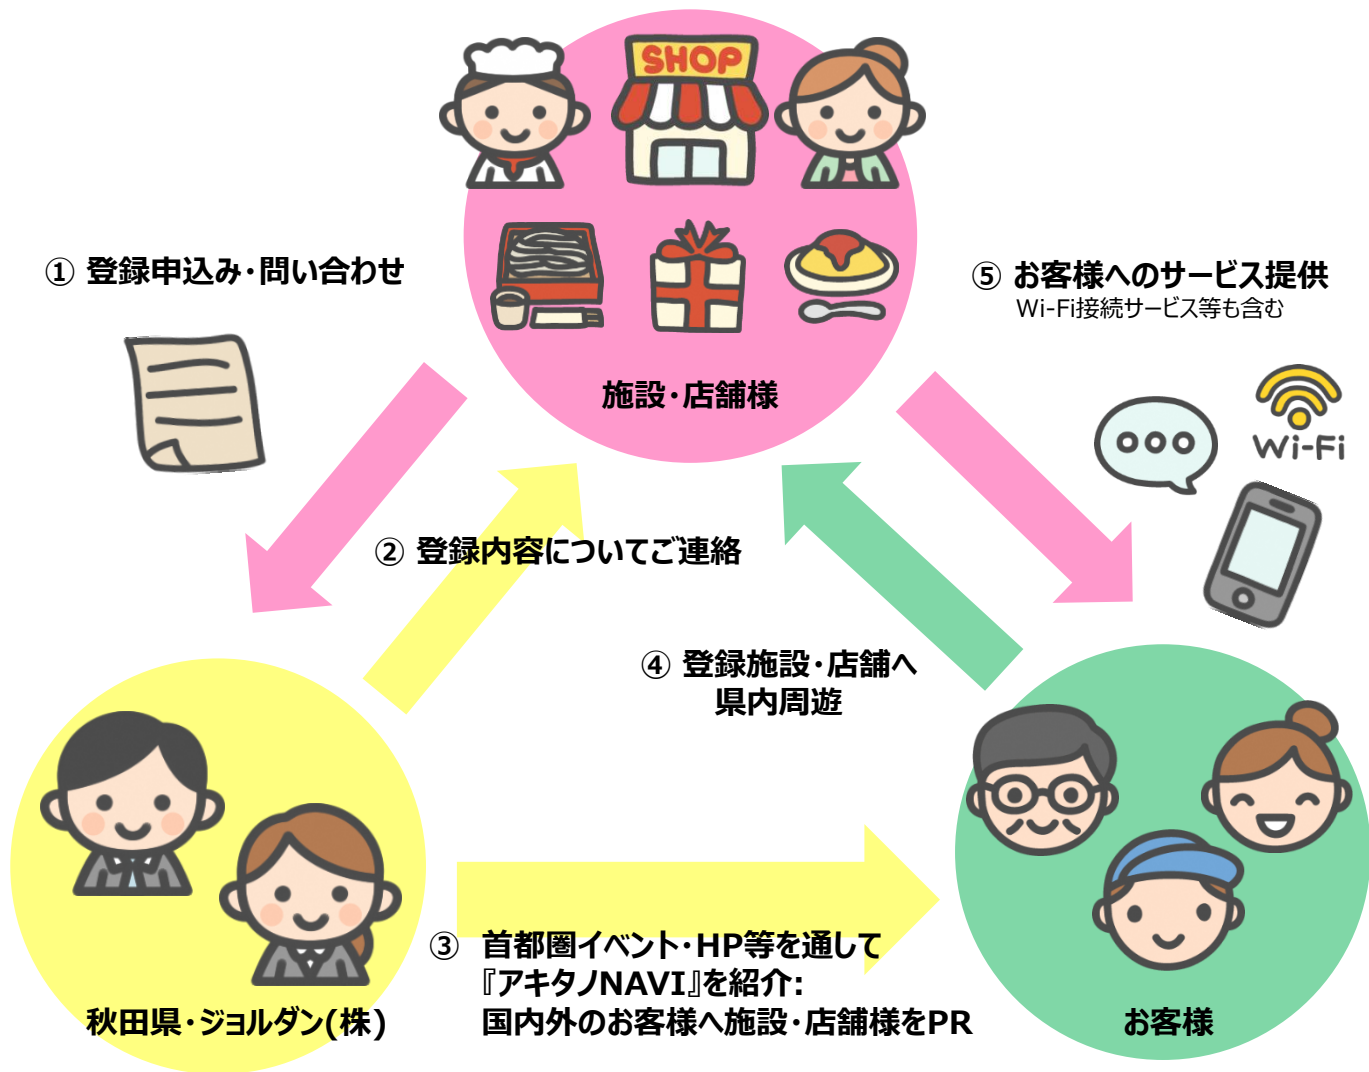 SHOP
① 登録申込み・問い合わせ
⑤ お客様へのサービス提供
Wi-Fi接続サービス等も含む
施設・店舗様
Wi-Fi
② 登録内容についてご連絡
④ 登録施設・店舗へ
県内周遊
③ 首都圏イベント・HP等を通して
『アキタノNAVI』を紹介:
国内外のお客様へ施設・店舗様をPR
秋田県・ジョルダン(株)
お客様